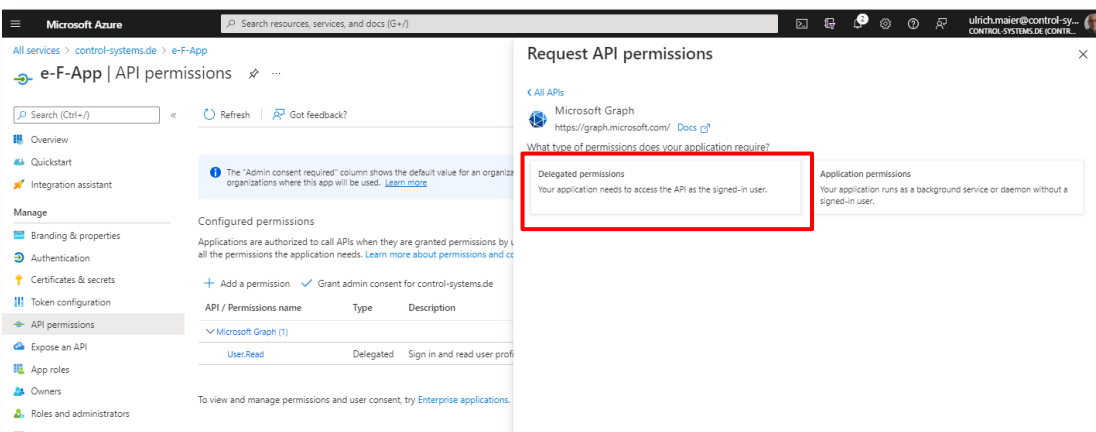 Microsoft Azure
Search resources, services, and docs (G+/)
ulrich.maier@control-sy...
CONTROL-SYSTEMS.DE (CONTR...
All services > control-systems.de > e-F-App
e-F-App | API permissions
Search (Ctrl+/)
Overview
Quickstart
Integration assistant
Manage
Branding & properties
Authentication
Certificates & secrets
Token configuration
API permissions
Expose an API
App roles
Owners
Roles and administrators
Refresh
Got feedback?
The "Admin consent required" column shows the default value for an organiza
organizations where this app will be used. Learn more
Configured permissions
Applications are authorized to call APIs when they are granted permissions by u
all the permissions the application needs. Learn more about permissions and co
Add a permission
Grant admin consent for control-systems.de
API / Permissions name Type Description
Microsoft Graph (1)
User.Read Delegated Sign in and read user profi
To view and manage permissions and user consent, try Enterprise applications.
Request API permissions
All APIs
Microsoft Graph
https://graph.microsoft.com/ Docs
What type of permissions does your application require?
Delegated permissions
Your application needs to access the API as the signed-in user.
Application permissions
Your application runs as a background service or daemon without a
signed-in user.